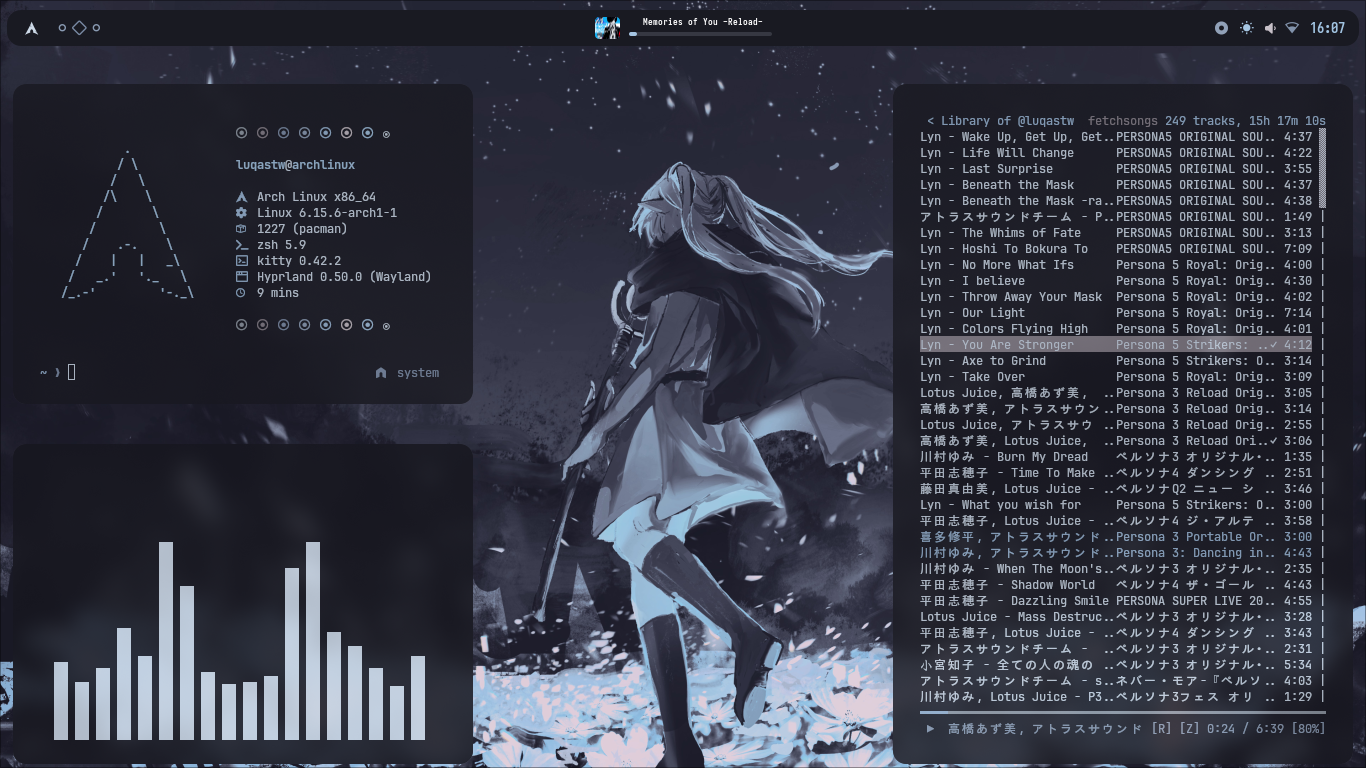 Memories of You -Reload-
16:07
luqastw@archlinux
Arch Linux x86_64
Linux 6.15.6-arch1-1
1227 (pacman)
zsh 5.9
kitty 0.42.2
Hyprland 0.50.0 (Wayland)
9 mins
~ ❯
system
< Library of @luqastw fetchsongs 249 tracks, 15h 17m 10s
Lyn - Wake Up, Get Up, Get..PERSONA5 ORIGINAL SOU.. 4:37
Lyn - Life Will Change PERSONA5 ORIGINAL SOU.. 4:22
Lyn - Last Surprise PERSONA5 ORIGINAL SOU.. 3:55
Lyn - Beneath the Mask PERSONA5 ORIGINAL SOU.. 4:37
Lyn - Beneath the Mask -ra..PERSONA5 ORIGINAL SOU.. 4:38
アトラスサウンドチーム - P..PERSONA5 ORIGINAL SOU.. 1:49
Lyn - The Whims of Fate PERSONA5 ORIGINAL SOU.. 3:13
Lyn - Hoshi To Bokura To PERSONA5 ORIGINAL SOU.. 7:09
Lyn - No More What Ifs Persona 5 Royal: Orig.. 4:00
Lyn - I believe Persona 5 Royal: Orig.. 4:30
Lyn - Throw Away Your Mask Persona 5 Royal: Orig.. 4:02
Lyn - Our Light Persona 5 Royal: Orig.. 7:14
Lyn - Colors Flying High Persona 5 Royal: Orig.. 4:01
Lyn - You Are Stronger Persona 5 Strikers: ..✓ 4:12
Lyn - Axe to Grind Persona 5 Strikers: O.. 3:14
Lyn - Take Over Persona 5 Royal: Orig.. 3:09
Lotus Juice, 高橋あず美, ..Persona 3 Reload Orig.. 3:05
高橋あず美, アトラスサウン ..Persona 3 Reload Orig.. 3:14
Lotus Juice, アトラスサウ ..Persona 3 Reload Orig.. 2:55
高橋あず美, Lotus Juice, ..Persona 3 Reload Ori..✓ 3:06
川村ゆみ - Burn My Dread ペルソナ3 オリジナル・.. 1:35
平田志穂子 - Time To Make ..ペルソナ4 ダンシング .. 2:51
藤田真由美, Lotus Juice - ..ペルソナQ2 ニュー シ .. 3:46
Lyn - What you wish for Persona 5 Strikers: O.. 3:00
平田志穂子, Lotus Juice - ..ペルソナ4 ジ・アルテ .. 3:58
喜多修平, アトラスサウンド..Persona 3 Portable Or.. 3:00
川村ゆみ, アトラスサウンド..Persona 3: Dancing in.. 4:43
川村ゆみ - When The Moon's..ペルソナ3 オリジナル・.. 2:35
平田志穂子 - Shadow World ペルソナ4 ザ・ゴール .. 4:43
平田志穂子 - Dazzling Smile PERSONA SUPER LIVE 20.. 4:55
Lotus Juice - Mass Destruc..ペルソナ3 オリジナル・.. 3:28
平田志穂子, Lotus Juice - ..ペルソナ4 ダンシング .. 3:43
アトラスサウンドチーム - ..ペルソナ3 オリジナル・.. 2:31
小宮知子 - 全ての人の魂の ..ペルソナ3 オリジナル・.. 5:34
アトラスサウンドチーム - s..ネバー・モア-『ペルソ.. 4:03
川村ゆみ, Lotus Juice - P3..ペルソナ3フェス オリ .. 1:29
▶ 高橋あず美, アトラスサウンド [R] [Z] 0:24 / 6:39 [80%]